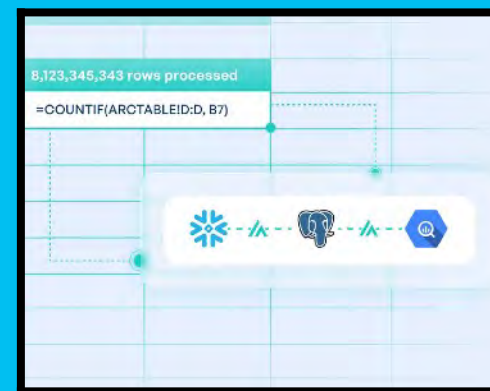 8,123,345,343 rows processed
=COUNTIF(ARCTABLE!D:D, B7)